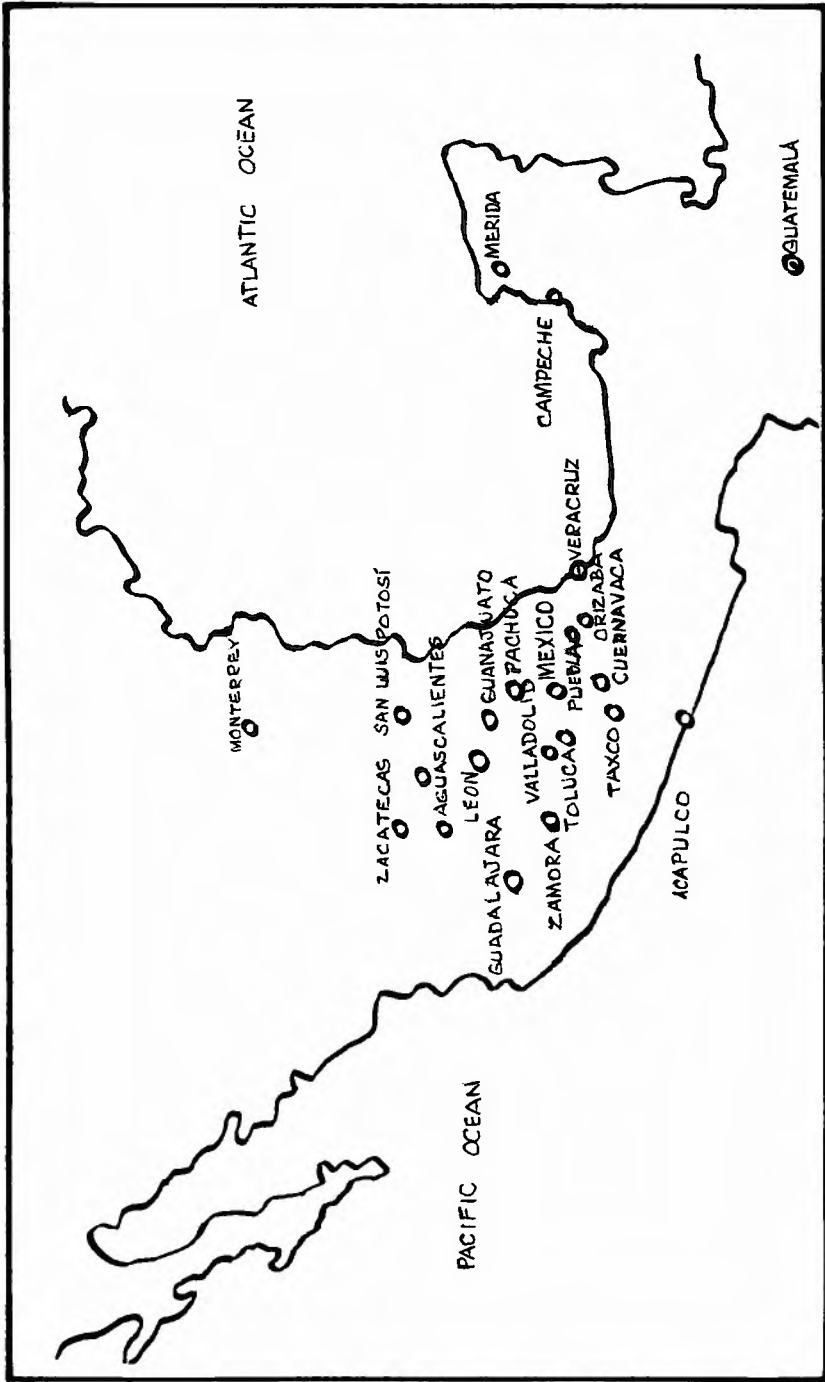 ATLANTIC OCEAN
MONTERREY
ZACATECAS
SAN LUIS POTOSÍ
AGUASCALIENTES
LEON
GUANAJUATO
GUADALAJARA
PACHUCA
VALLADOLID
MEXICO
ZAMORA
TOLUCA
PUEBLA
VERACRUZ
ORIZABA
TAXCO
CUERNAVACA
MERIDA
CAMPECHE
ACAPULCO
PACIFIC OCEAN
GUATEMALA